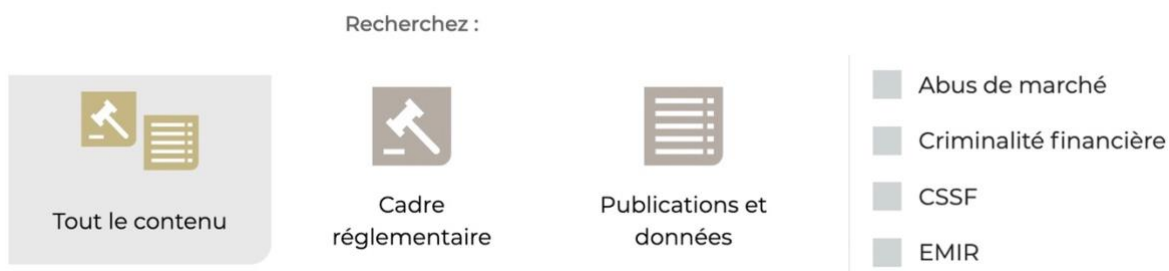 Recherchez :
Tout le contenu
Cadre
réglementaire
Publications et
données
Abus de marché
Criminalité financière
CSSF
EMIR